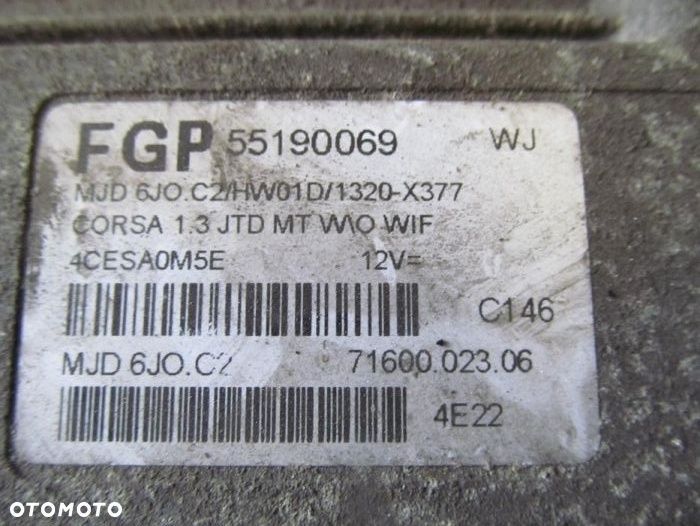 FGP 55190069 WJ
MJD 6JO.C2/HW01D/1320-X377
CORSA 1.3 JTD MT W\O WIF
4CESA0M5E 12V=
C146
MJD 6JO.C2 71600.023.06
4E22
OTOMOTO
OTOMOTO